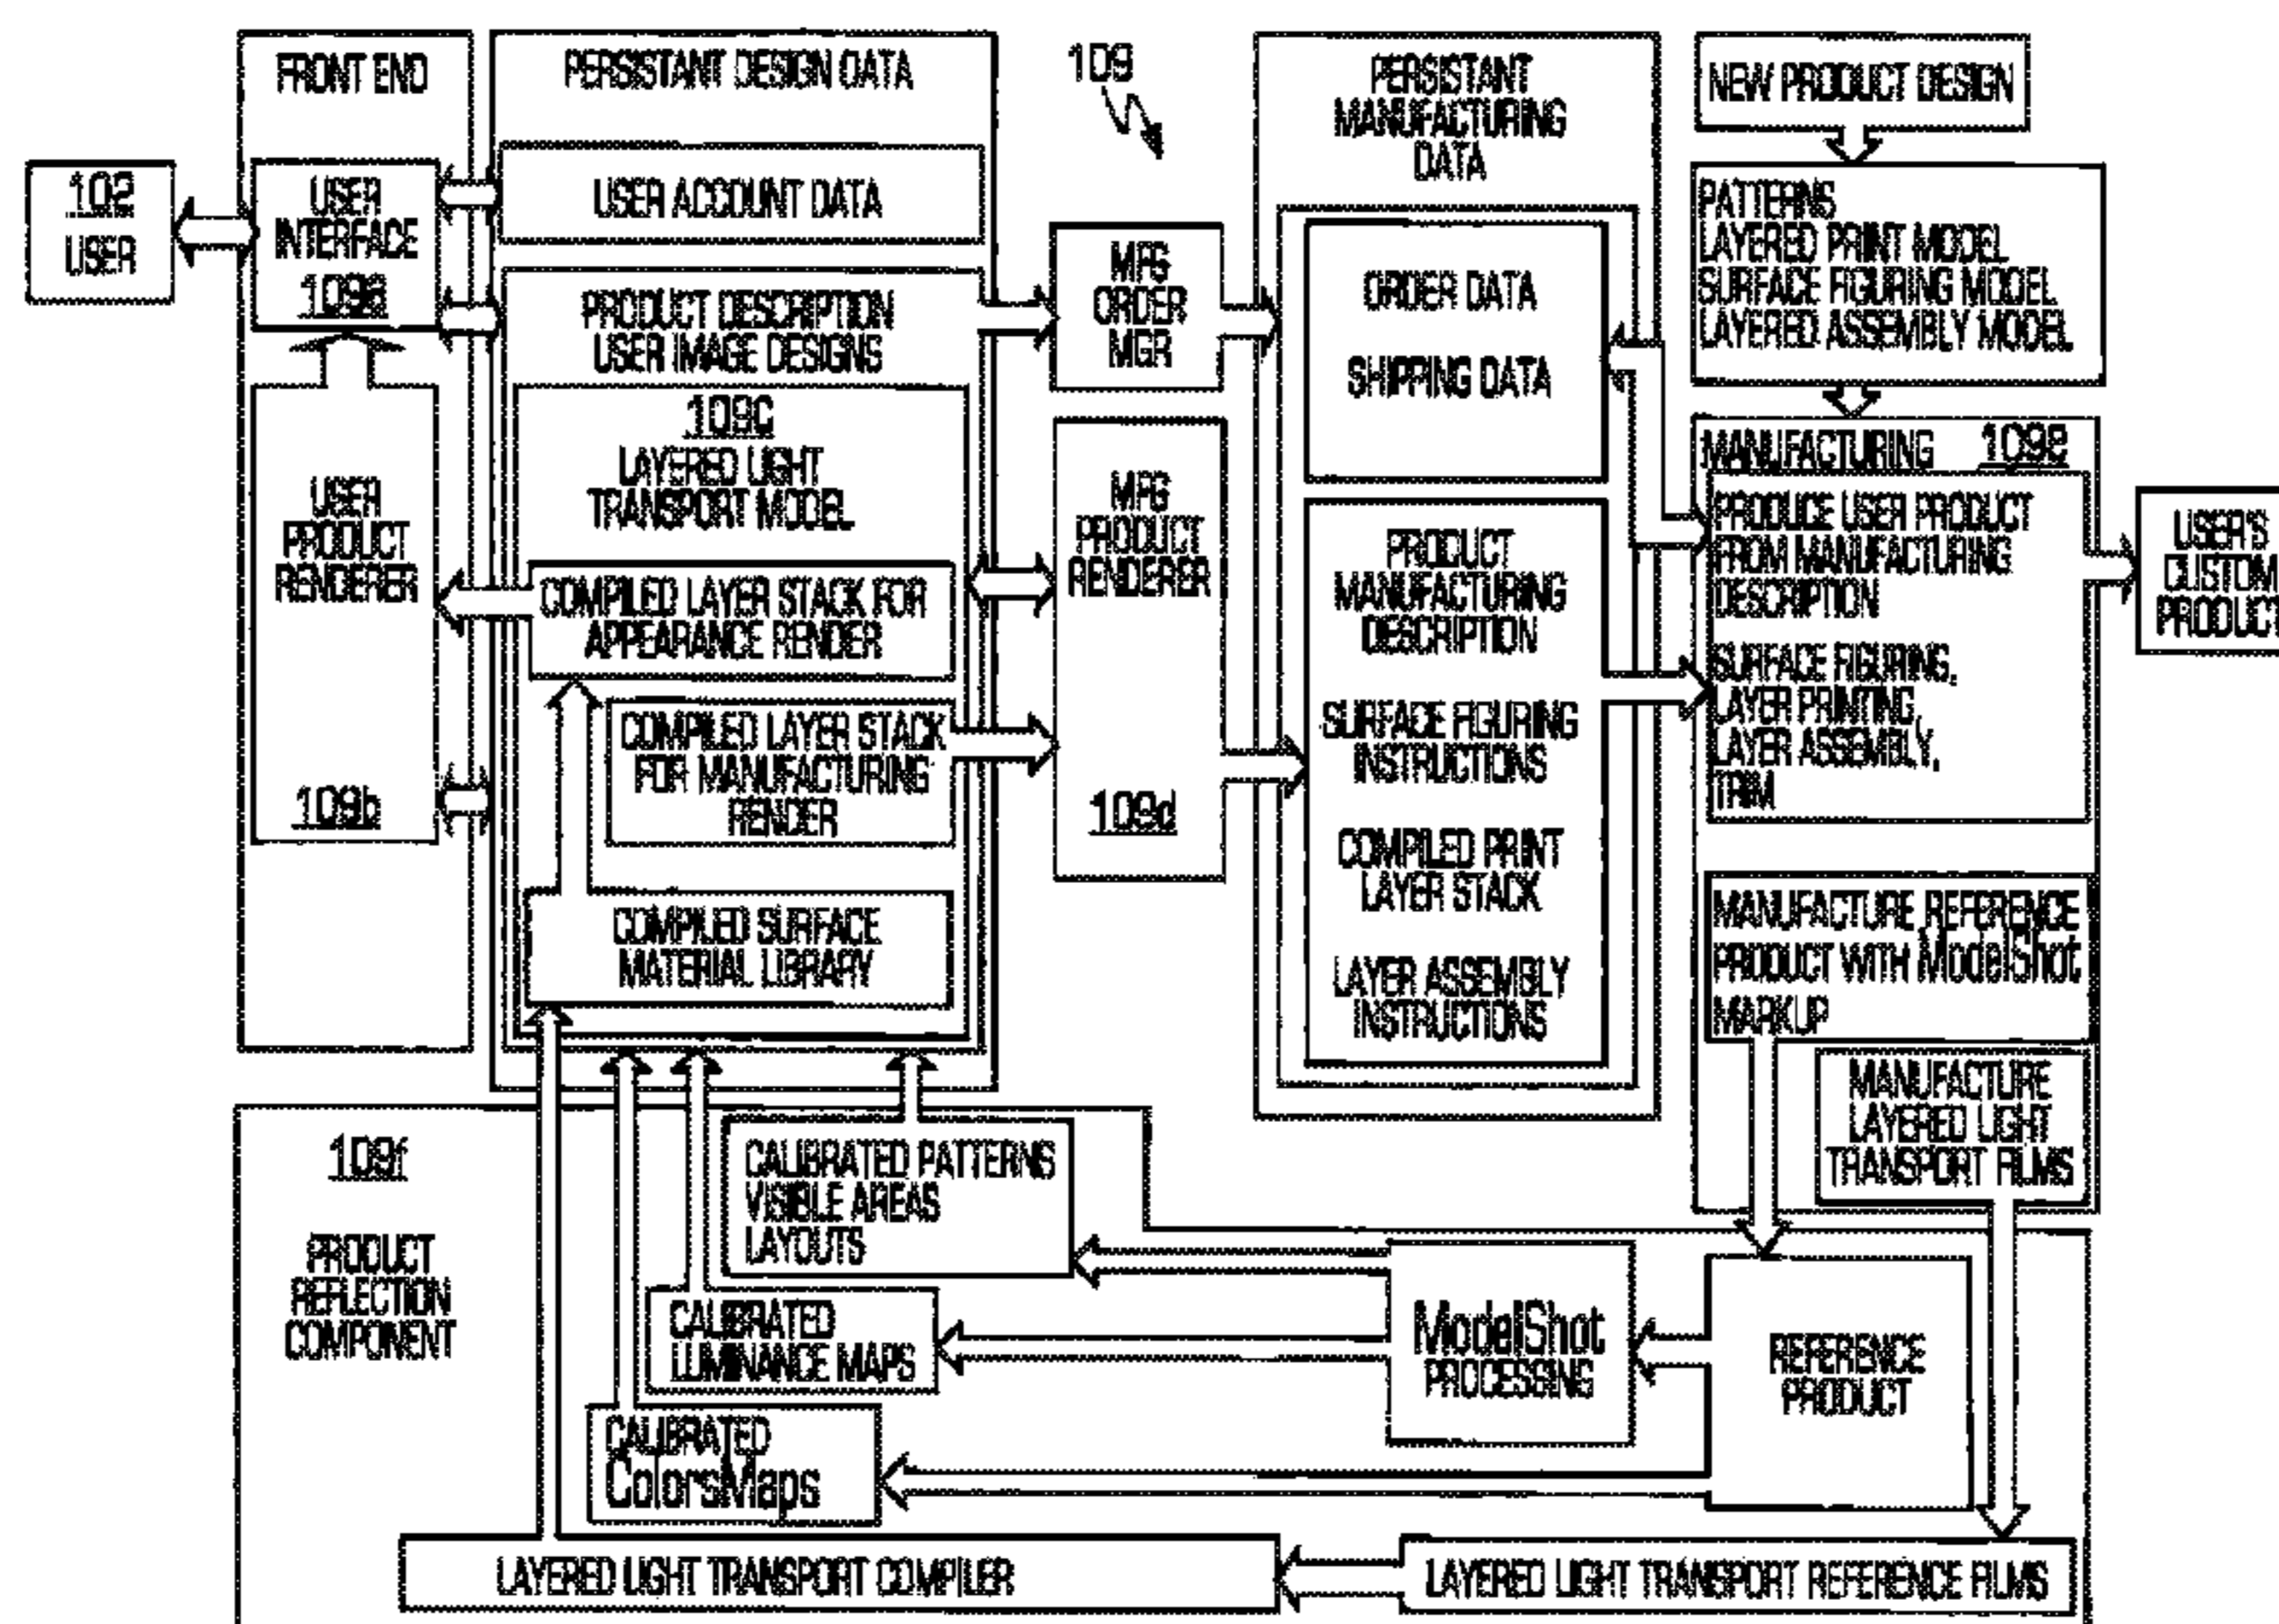 FRONT END
PERSISTANT DESIGN DATA
109
PERSISTANT
MANUFACTURING
DATA
NEW PRODUCT DESIGN
102
USER
USER
INTERFACE
109a
USER ACCOUNT DATA
PRODUCT DESCRIPTION
USER IMAGE DESIGNS
MFG
ORDER
MGR
ORDER DATA
SHIPPING DATA
PATTERNS
LAYERED PRINT MODEL
SURFACE FIGURING MODEL
LAYERED ASSEMBLY MODEL
USER
PRODUCT
RENDERER
109b
109c
LAYERED LIGHT
TRANSPORT MODEL
COMPILED LAYER STACK FOR
APPEARANCE RENDER
COMPILED LAYER STACK
FOR MANUFACTURING
RENDER
COMPILED SURFACE
MATERIAL LIBRARY
MFG
PRODUCT
RENDERER
109d
PRODUCT
MANUFACTURING
DESCRIPTION
SURFACE FIGURING
INSTRUCTIONS
COMPILED PRINT
LAYER STACK
LAYER ASSEMBLY
INSTRUCTIONS
MANUFACTURING 109e
PRODUCE USER PRODUCT
FROM MANUFACTURING
DESCRIPTION
SURFACE FIGURING,
LAYER PRINTING,
LAYER ASSEMBLY,
TRIM
USER'S
CUSTOM
PRODUCT
MANUFACTURE REFERENCE
PRODUCT WITH ModelShot
MARKUP
MANUFACTURE
LAYERED LIGHT
TRANSPORT FILMS
109f
PRODUCT
REFLECTION
COMPONENT
CALIBRATED PATTERNS
VISIBLE AREAS
LAYOUTS
CALIBRATED
LUMINANCE MAPS
CALIBRATED
ColorsMaps
ModelShot
PROCESSING
REFERENCE
PRODUCT
LAYERED LIGHT TRANSPORT COMPILER
LAYERED LIGHT TRANSPORT REFERENCE FILMS